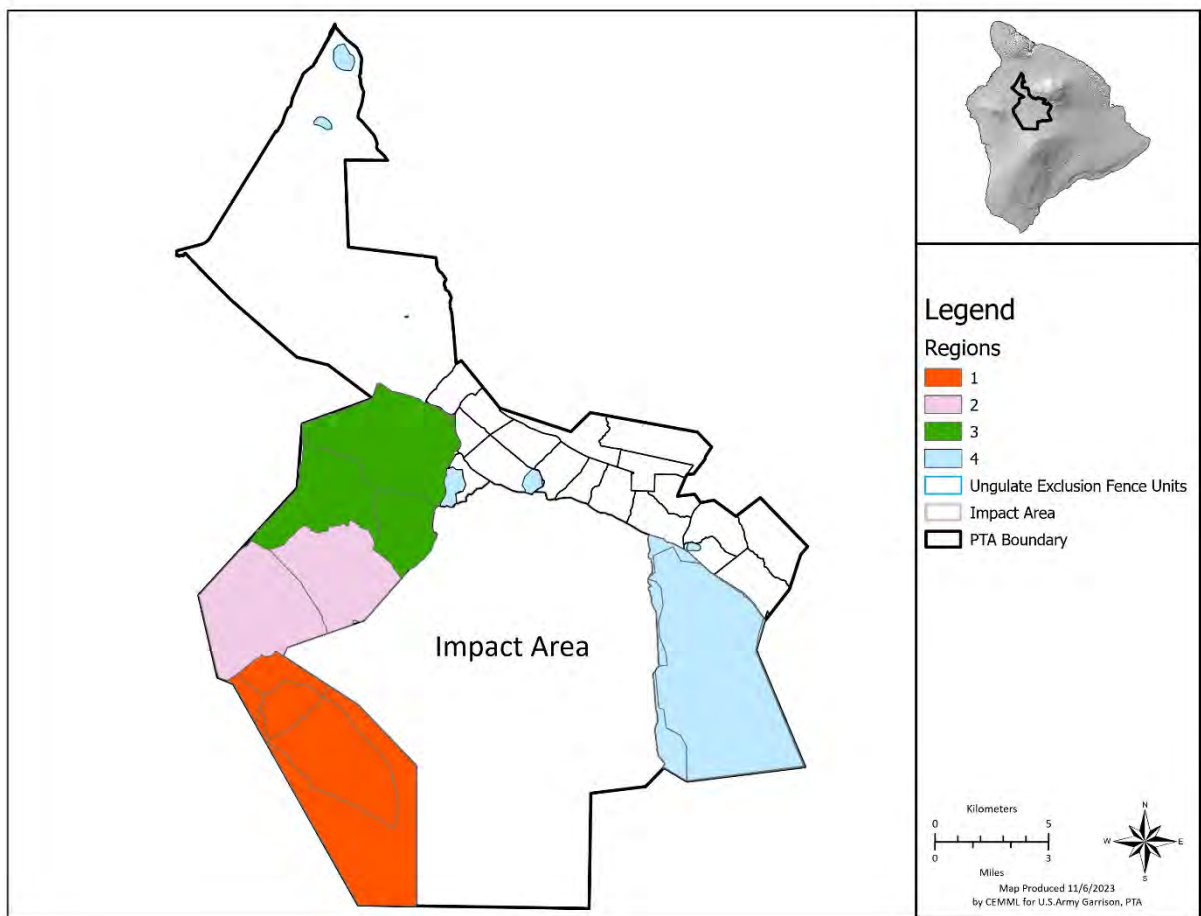 Impact Area
Legend
Regions
1
2
3
4
Ungulate Exclusion Fence Units
Impact Area
PTA Boundary
Kilometers
0 5
0 3
Miles
N
W E
S
Map Produced 11/6/2023
by CEMML for U.S.Army Garrison, PTA